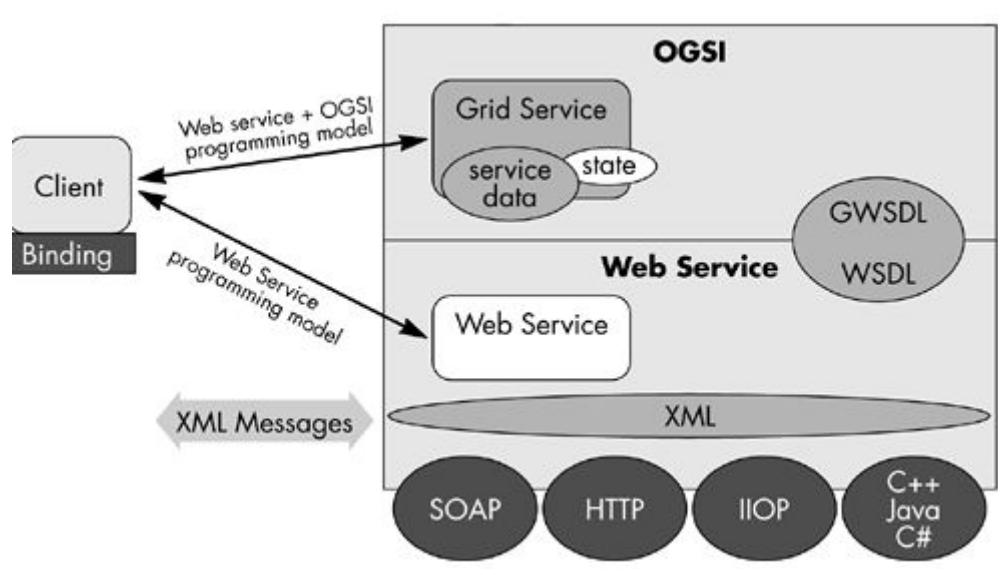 OGSI
Web service + OGSI
programming model
Grid Service
service
data
state
Client
Binding
GWSDL
WSDL
Web Service
Web Service
programming model
Web Service
XML Messages
XML
SOAP
HTTP
IIOP
C++
Java
C#